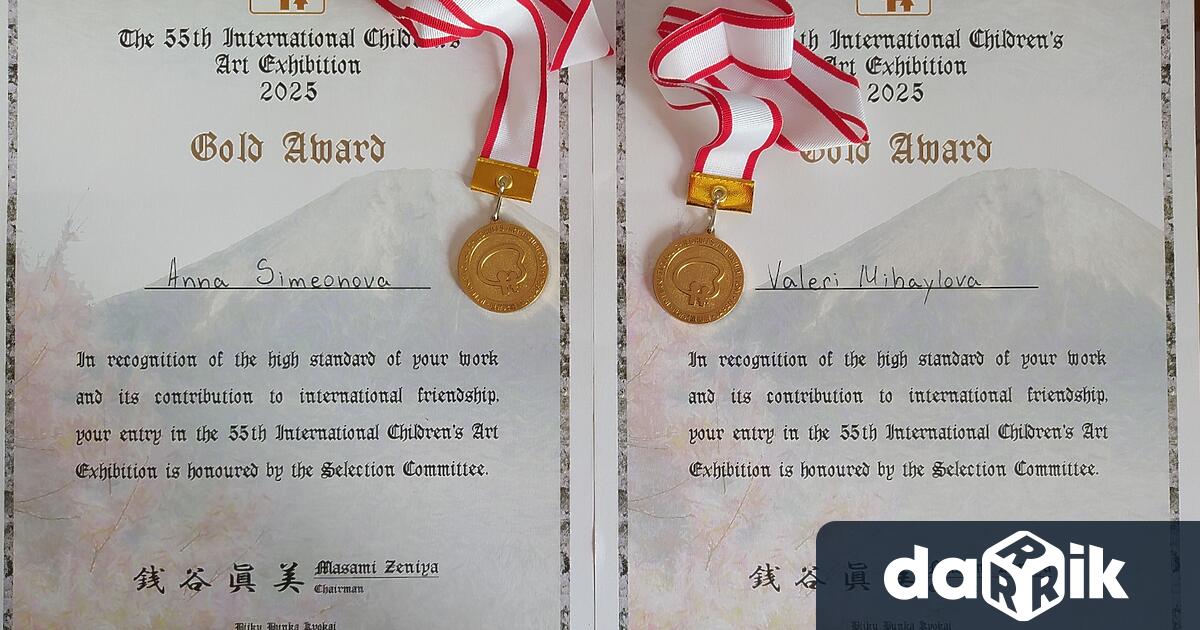 The 55th International Children's
Art Exhibition
2025
Gold Award
Anna Simeonova
In recognition of the high standard of your work
and its contribution to international friendship,
your entry in the 55th International Children's Art
Exhibition is honoured by the Selection Committee.
銭谷眞美 Masami Zeniya
Chairman
Bijku Bunka Kyokai
th International Children's
Art Exhibition
2025
Gold Award
Valeri Mihaylova
In recognition of the high standard of your work
and its contribution to international friendship,
your entry in the 55th International Children's Art
Exhibition is honoured by the Selection Committee.
銭谷眞
darik